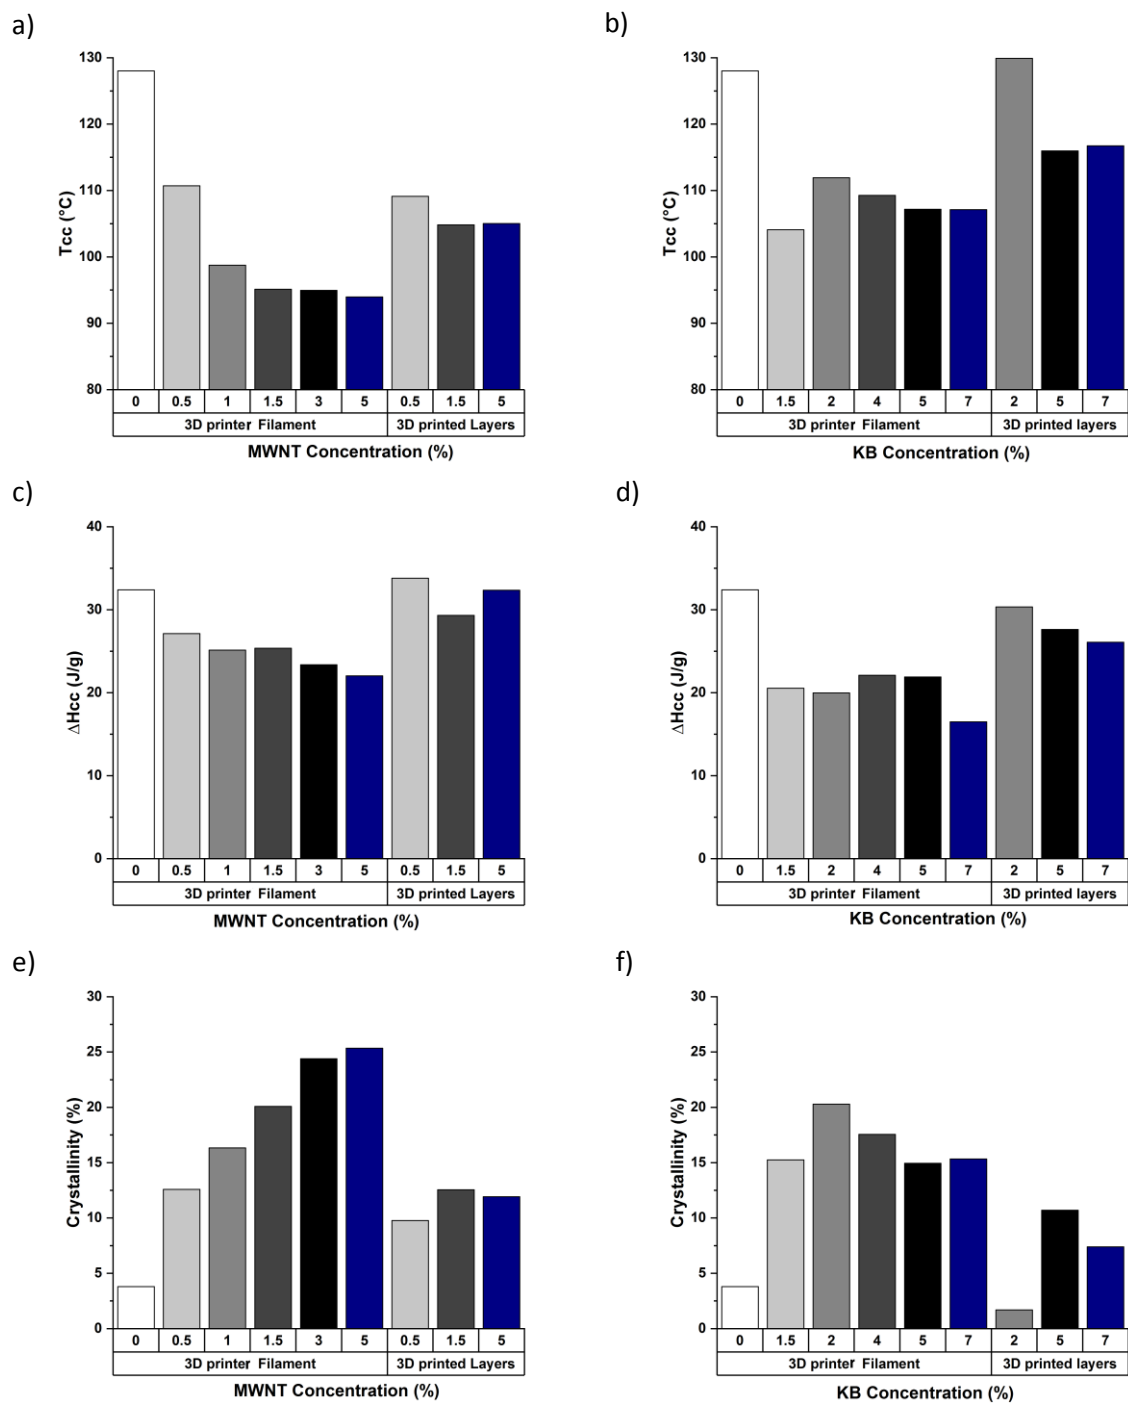 a)
130
120
110
100
90
80
Tcc (°C)
0 0.5 1 1.5 3 5 0.5 1.5 5
3D printer Filament 3D printed Layers
MWNT Concentration (%)
b)
130
120
110
100
90
80
Tcc (°C)
0 1.5 2 4 5 7 2 5 7
3D printer Filament 3D printed layers
KB Concentration (%)
c)
40
30
20
10
0
ΔHcc (J/g)
0 0.5 1 1.5 3 5 0.5 1.5 5
3D printer Filament 3D printed Layers
MWNT Concentration (%)
d)
40
30
20
10
0
ΔHcc (J/g)
0 1.5 2 4 5 7 2 5 7
3D printer Filament 3D printed layers
KB Concentration (%)
e)
30
25
20
15
10
5
0
Crystallinity (%)
0 0.5 1 1.5 3 5 0.5 1.5 5
3D printer Filament 3D printed Layers
MWNT Concentration (%)
f)
30
25
20
15
10
5
0
Crystallinity (%)
0 1.5 2 4 5 7 2 5 7
3D printer Filament 3D printed layers
KB Concentration (%)